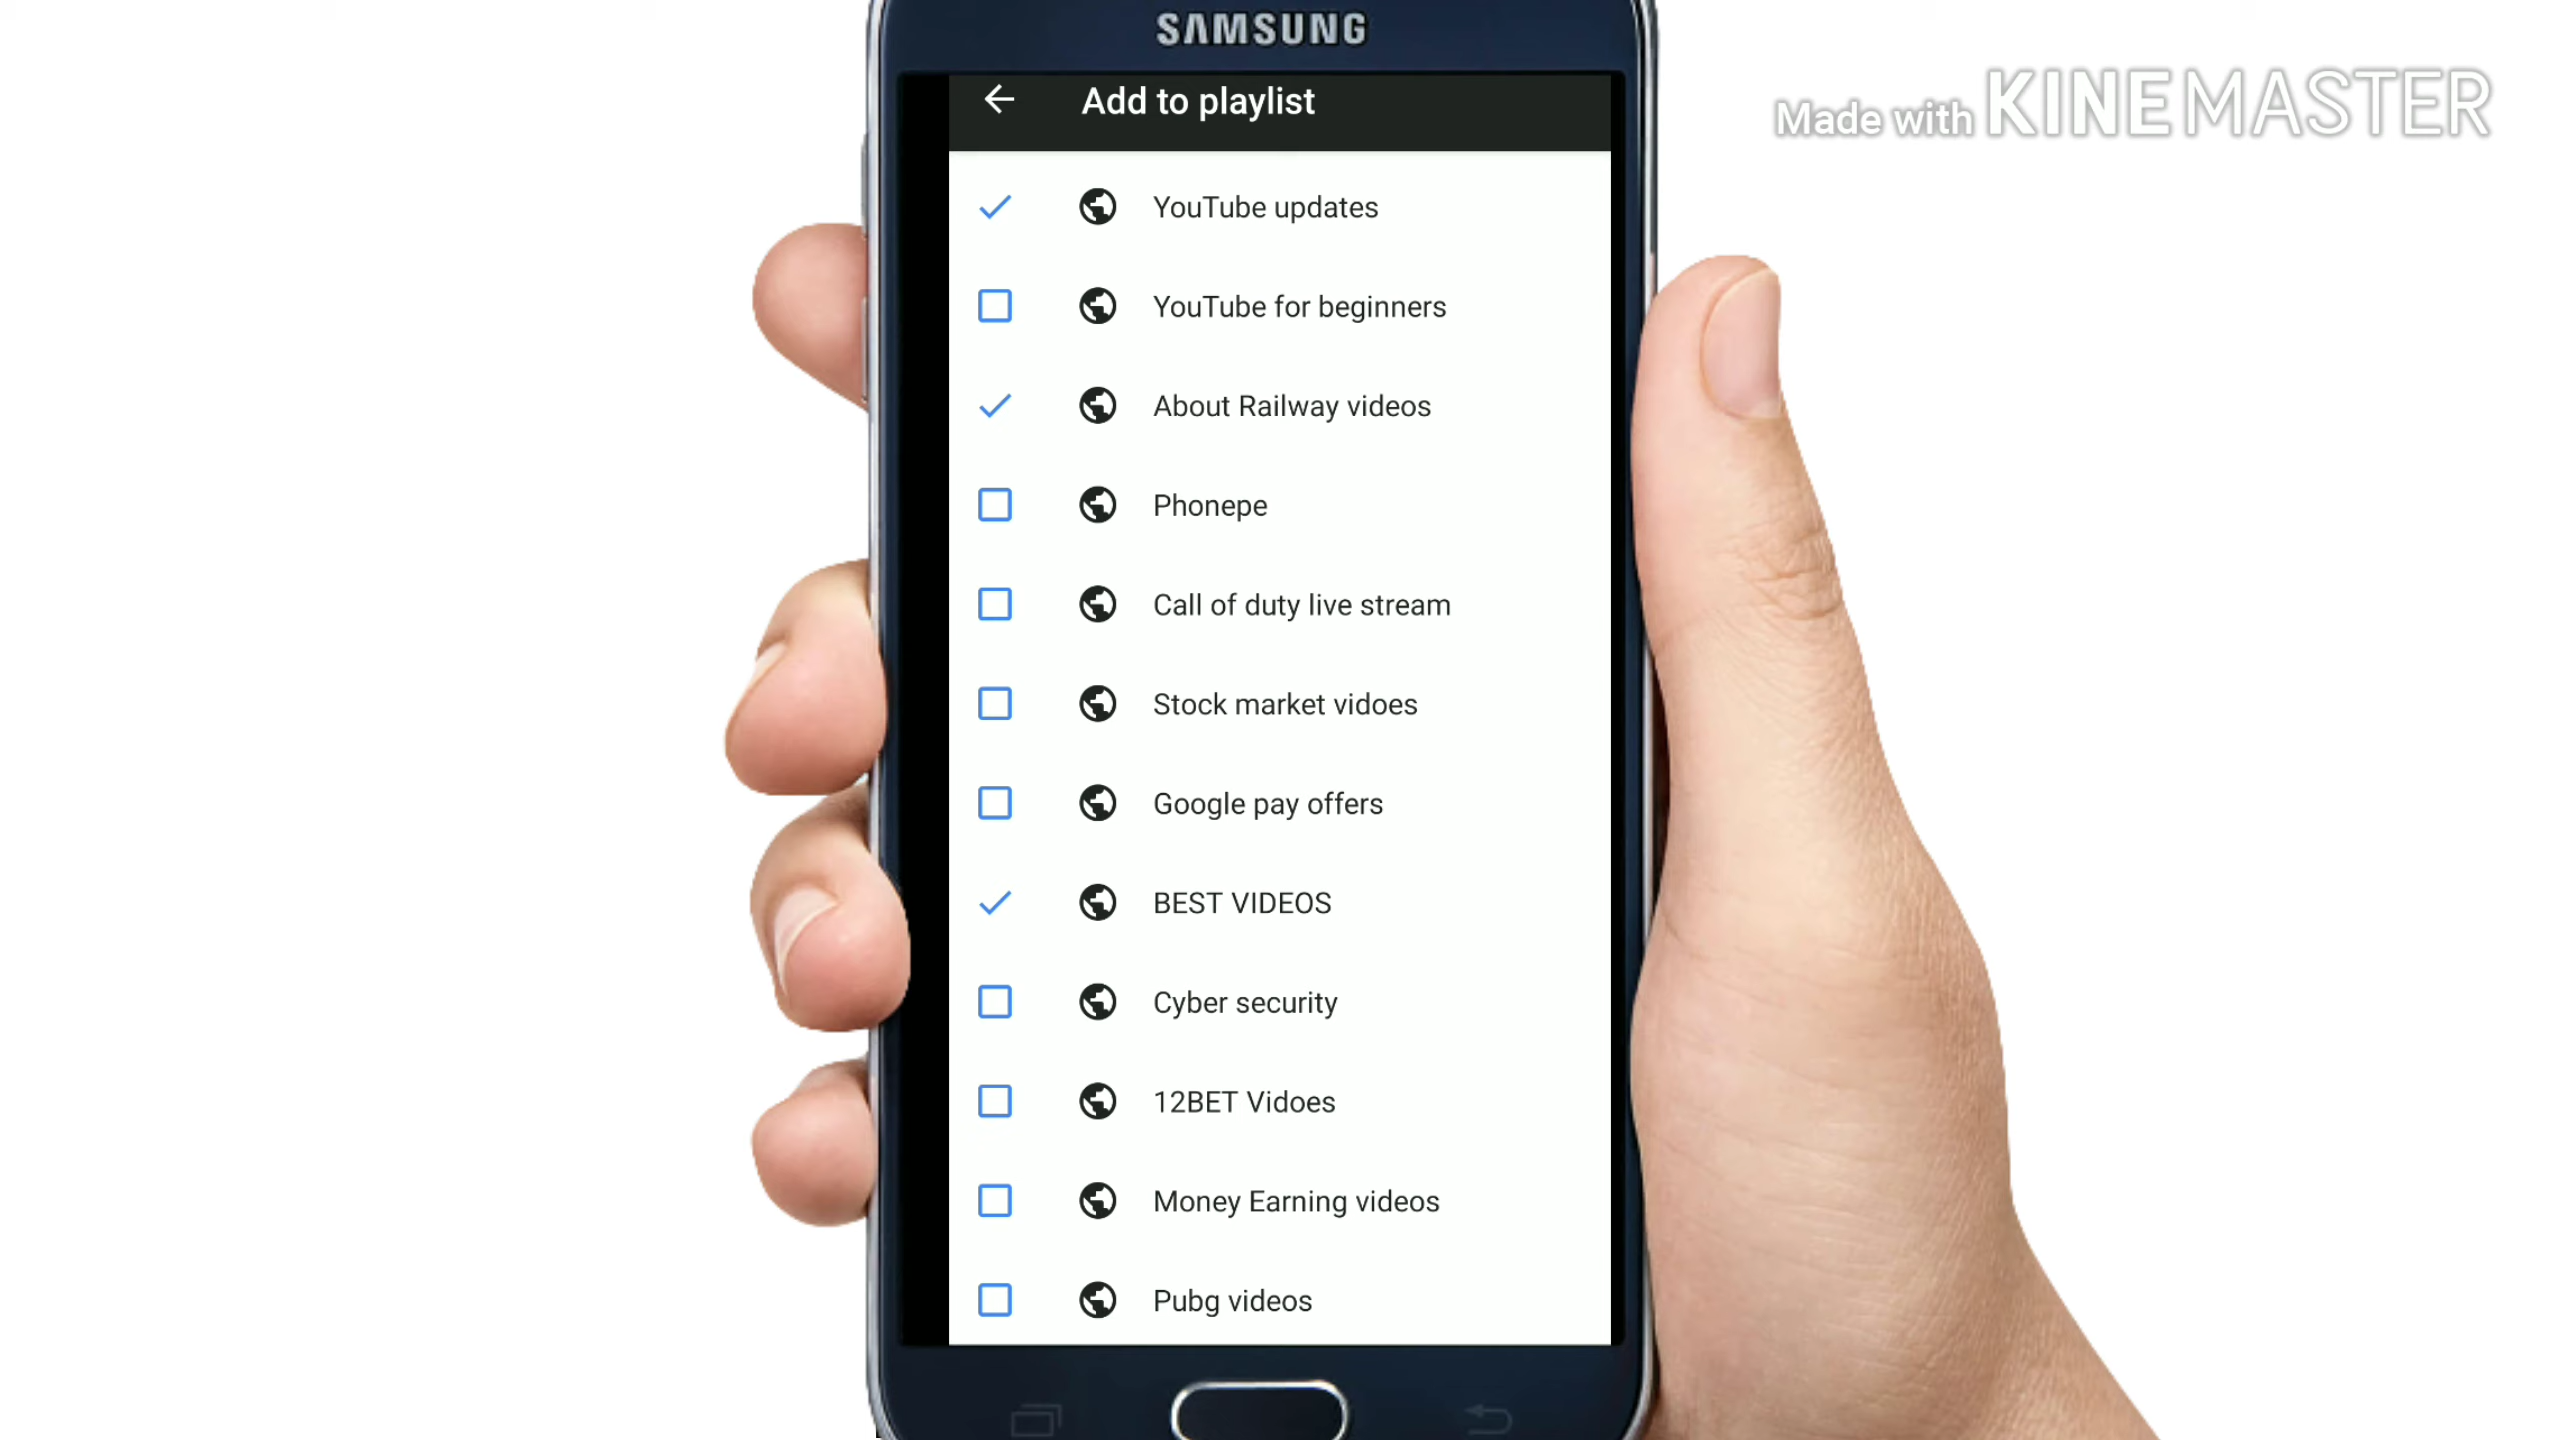 SAMSUNG
Made with KINEMASTER
Add to playlist
YouTube updates
YouTube for beginners
About Railway videos
Phonepe
Call of duty live stream
Stock market vidoes
Google pay offers
BEST VIDEOS
Cyber security
12BET Vidoes
Money Earning videos
Pubg videos